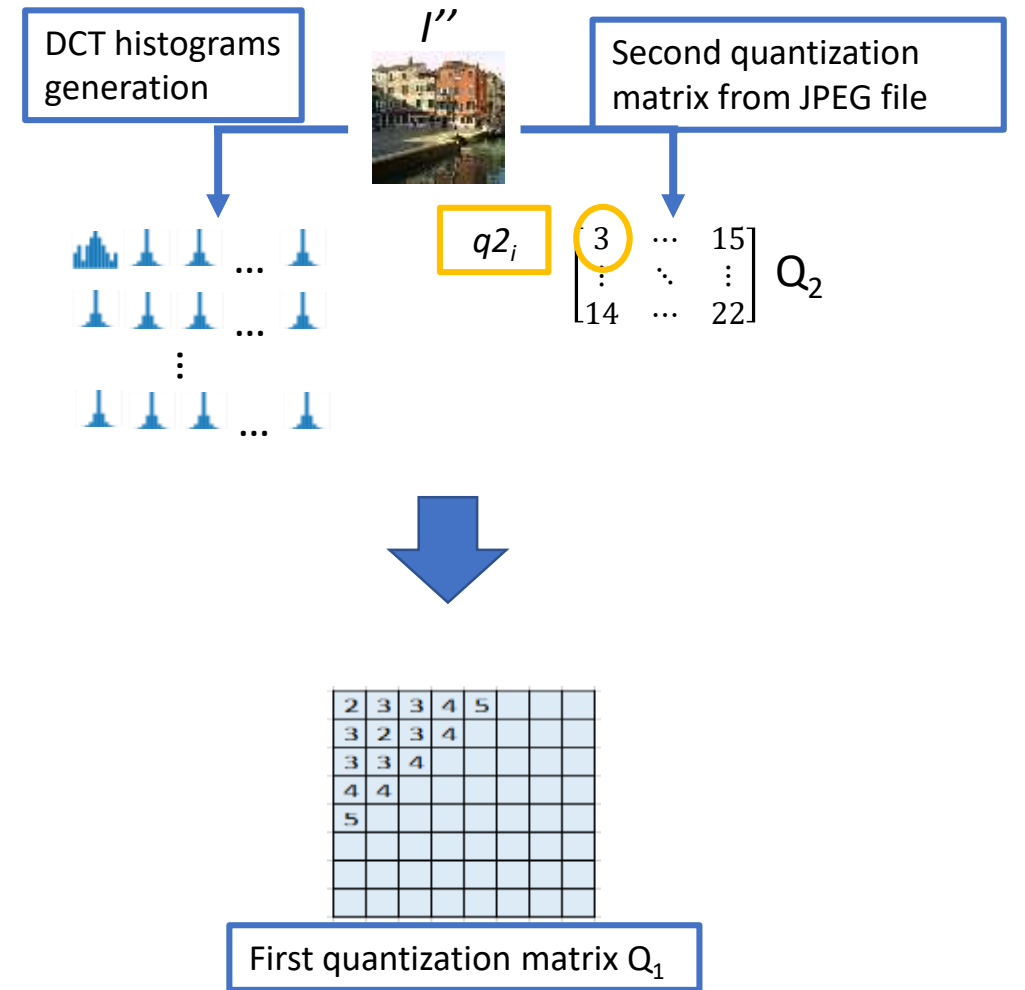 DCT histograms
generation
I''
Second quantization
matrix from JPEG file
q2ᵢ
3 ⋯ 15
⋮ ⋱ ⋮
14 ⋯ 22
Q₂
...
...
⋮
...
2 3 3 4 5
3 2 3 4
3 3 4
4 4
5
First quantization matrix Q₁